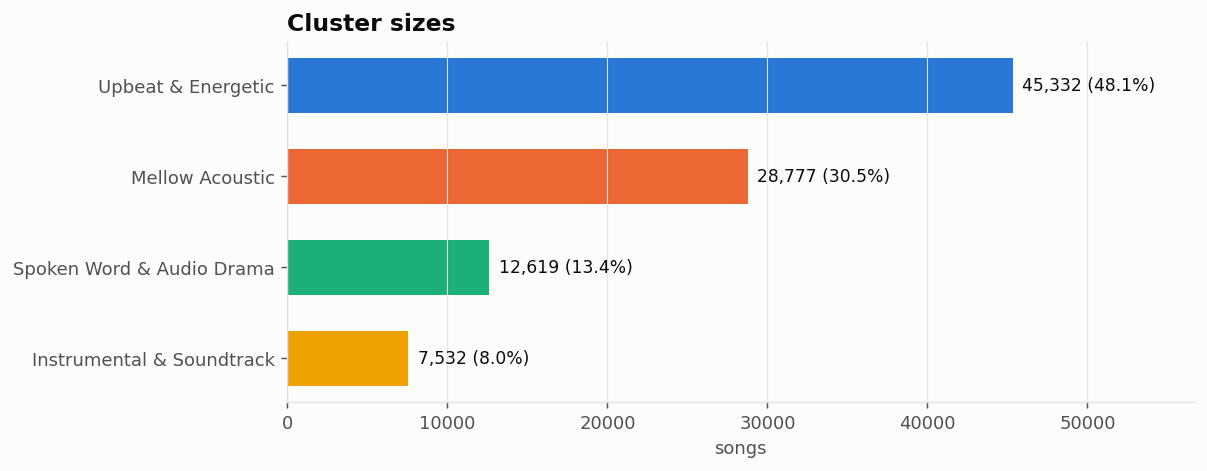 Cluster sizes
Upbeat & Energetic
45,332 (48.1%)
Mellow Acoustic
28,777 (30.5%)
Spoken Word & Audio Drama
12,619 (13.4%)
Instrumental & Soundtrack
7,532 (8.0%)
0 10000 20000 30000 40000 50000
songs